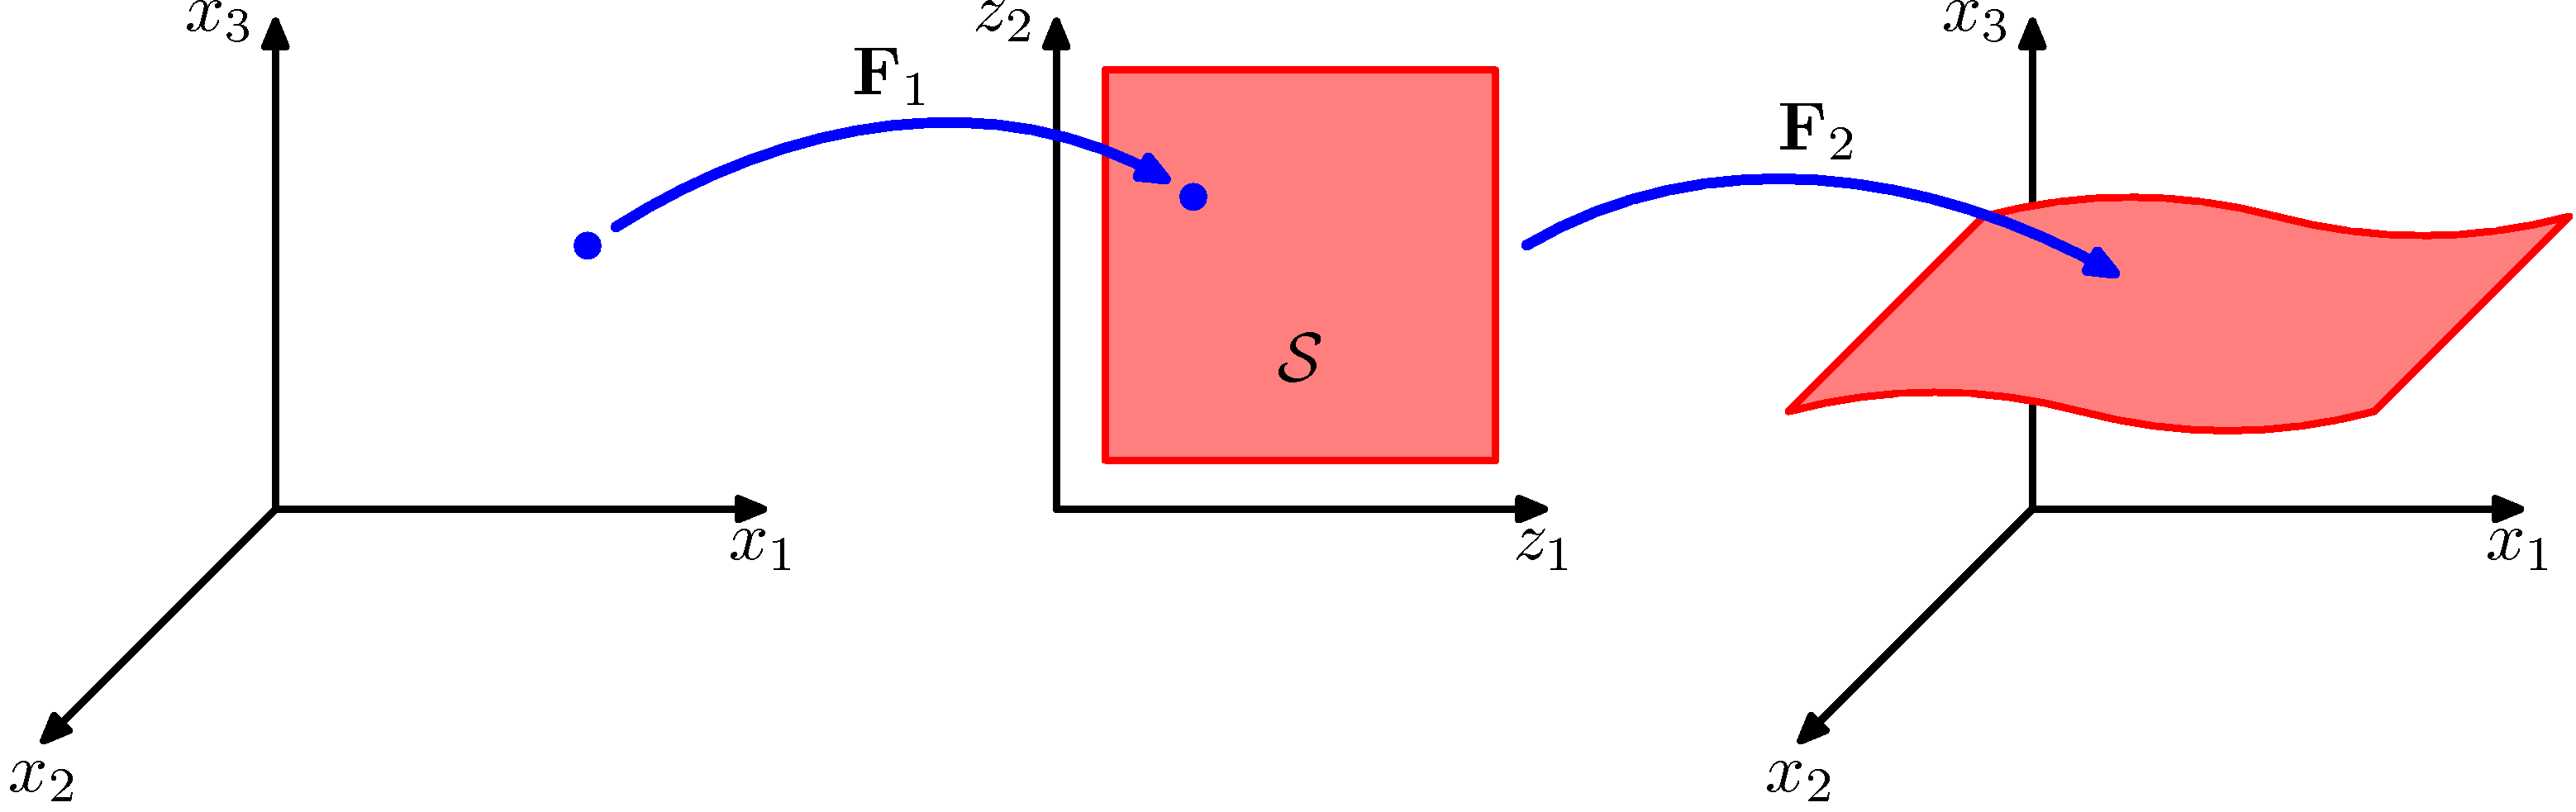 x₃
z₂
x₃
F₁
F₂
S
x₁
z₁
x₁
x₂
x₂